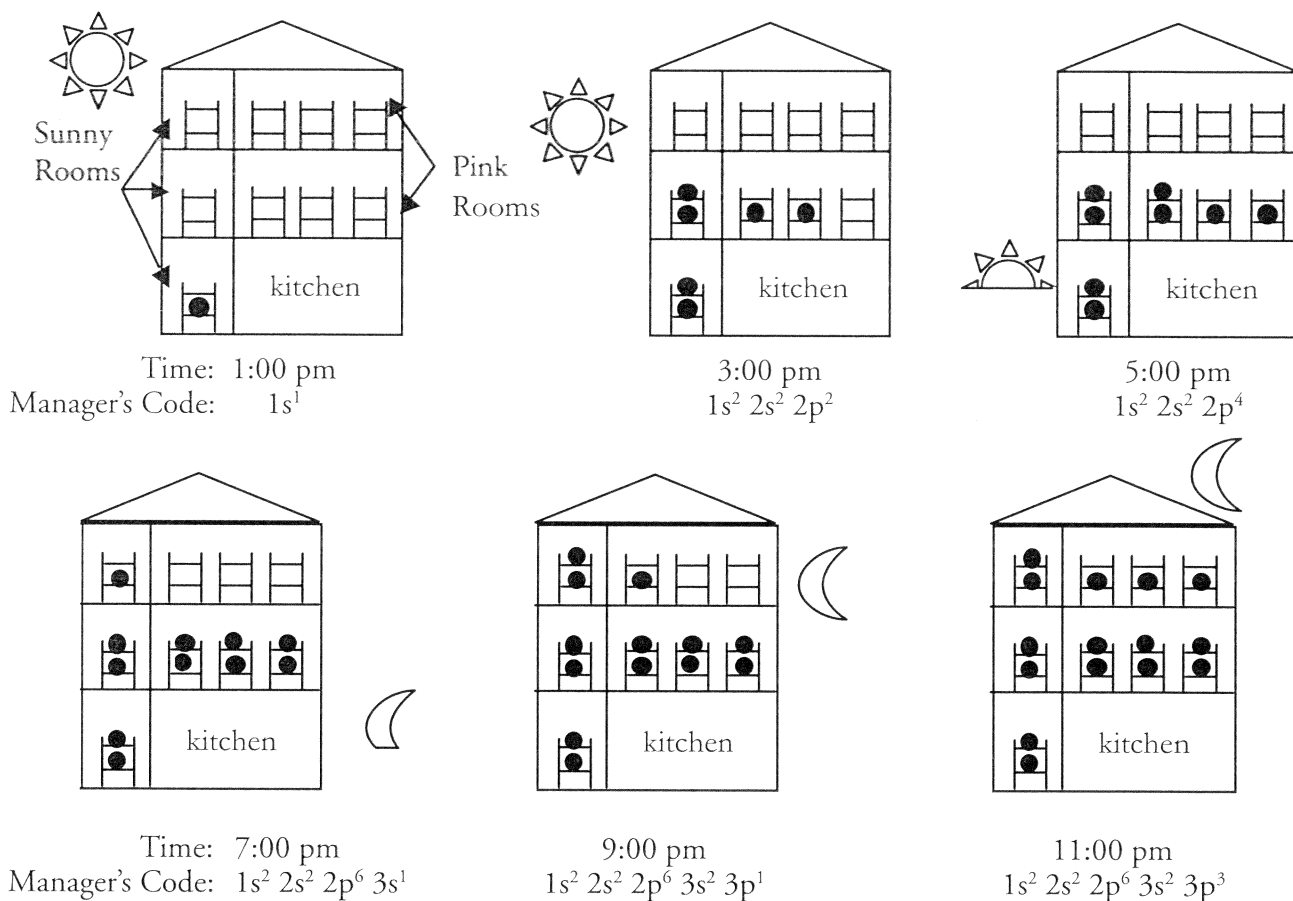 Sunny
Rooms
Pink
Rooms
kitchen
kitchen
kitchen
Time: 1:00 pm
Manager's Code: 1s¹
3:00 pm
1s² 2s² 2p²
5:00 pm
1s² 2s² 2p⁴
kitchen
kitchen
kitchen
Time: 7:00 pm
Manager's Code: 1s² 2s² 2p⁶ 3s¹
9:00 pm
1s² 2s² 2p⁶ 3s² 3p¹
11:00 pm
1s² 2s² 2p⁶ 3s² 3p³